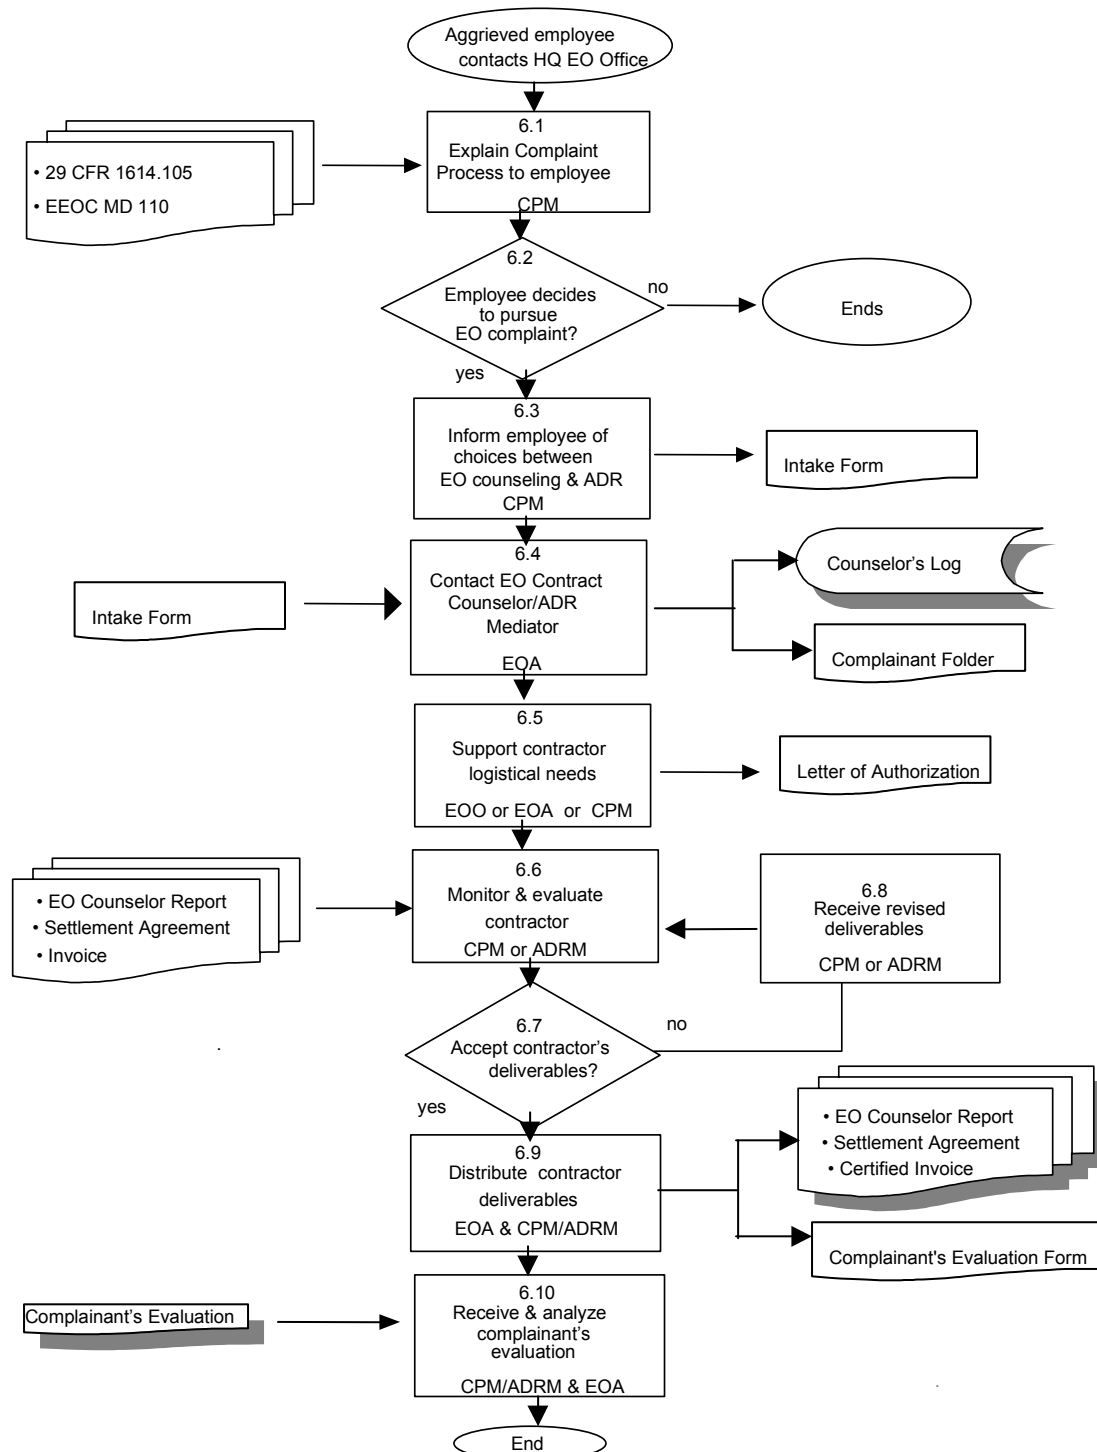 Aggrieved employee
contacts HQ EO Office
6.1
Explain Complaint
Process to employee
CPM
• 29 CFR 1614.105
• EEOC MD 110
6.2
Employee decides
to pursue
EO complaint?
no
Ends
yes
6.3
Inform employee of
choices between
EO counseling & ADR
CPM
Intake Form
6.4
Contact EO Contract
Counselor/ADR
Mediator
EOA
Intake Form
Counselor's Log
Complainant Folder
6.5
Support contractor
logistical needs
EOO or EOA or CPM
Letter of Authorization
6.6
Monitor & evaluate
contractor
CPM or ADRM
• EO Counselor Report
• Settlement Agreement
• Invoice
6.8
Receive revised
deliverables
CPM or ADRM
6.7
Accept contractor's
deliverables?
no
yes
6.9
Distribute contractor
deliverables
EOA & CPM/ADRM
• EO Counselor Report
• Settlement Agreement
• Certified Invoice
Complainant's Evaluation Form
6.10
Receive & analyze
complainant's
evaluation
CPM/ADRM & EOA
Complainant's Evaluation
End